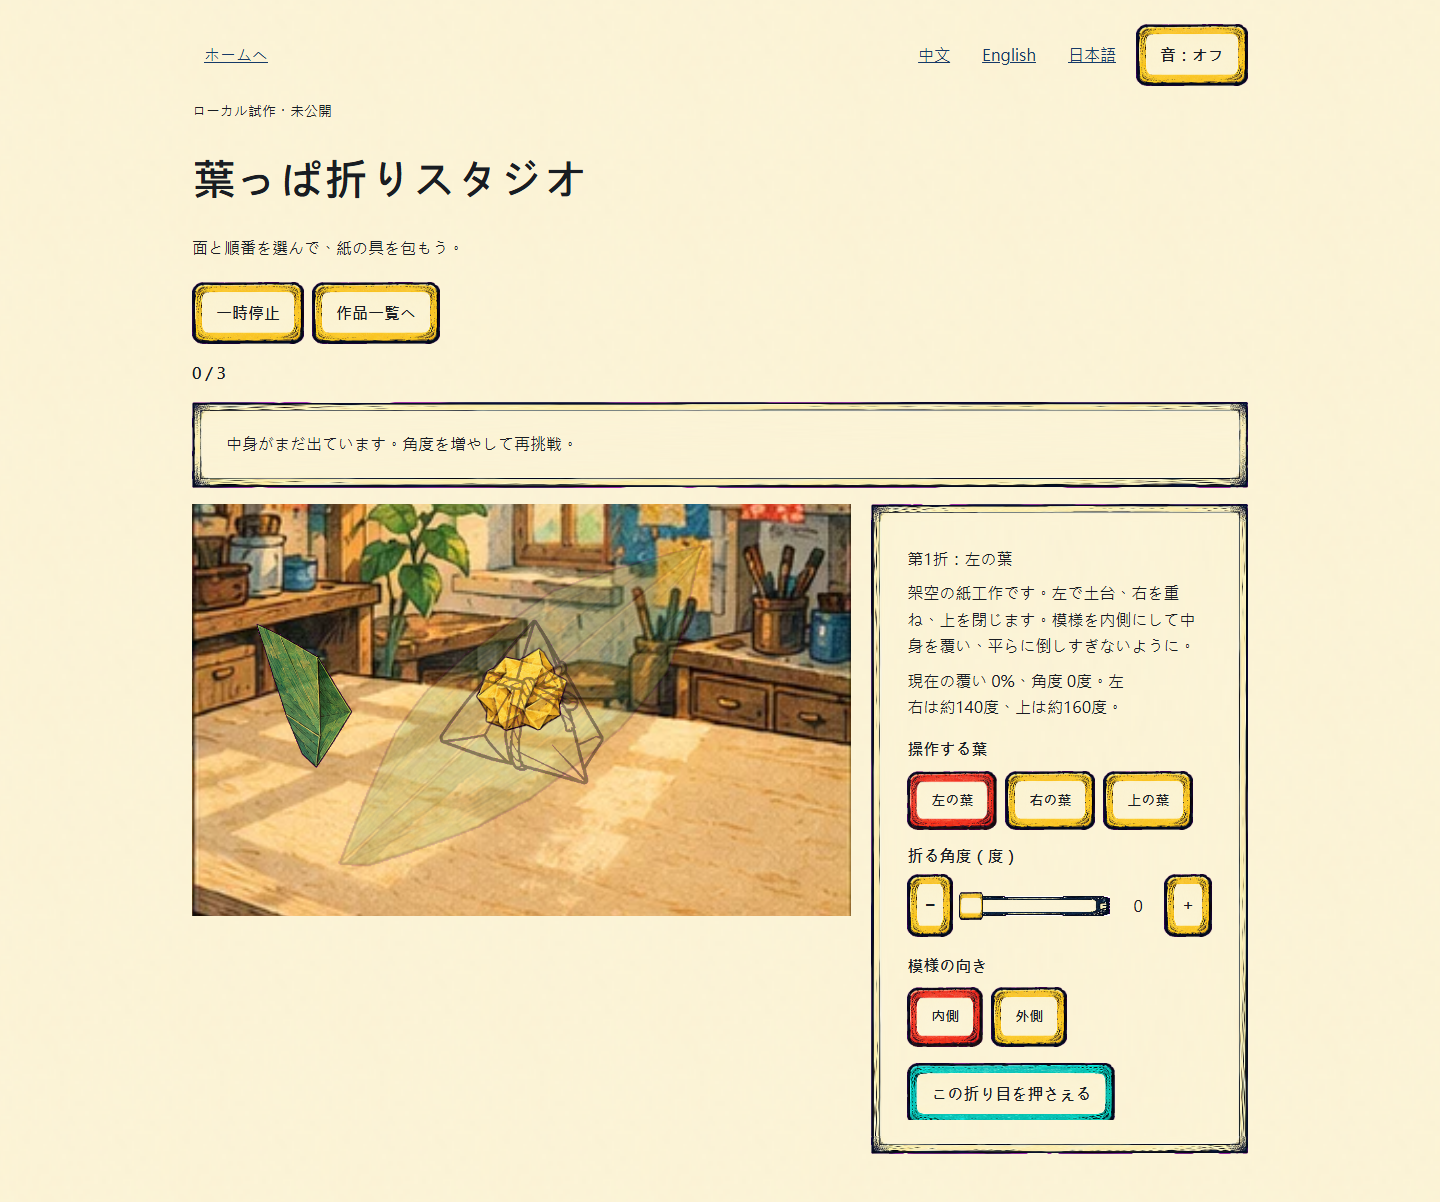 ホームへ
中文 English 日本語 音：オフ
ローカル試作・未公開
葉っぱ折りスタジオ
面と順番を選んで、紙の具を包もう。
一時停止 作品一覧へ
0 / 3
中身がまだ出ています。角度を増やして再挑戦。
第1折：左の葉
架空の紙工作です。左で土台、右を重
ね、上を閉じます。模様を内側にして中
身を覆い、平らに倒しすぎないように。
現在の覆い 0%、角度 0度。左
右は約140度、上は約160度。
操作する葉
左の葉 右の葉 上の葉
折る角度（度）
− 0 +
模様の向き
内側 外側
この折り目を押さえる